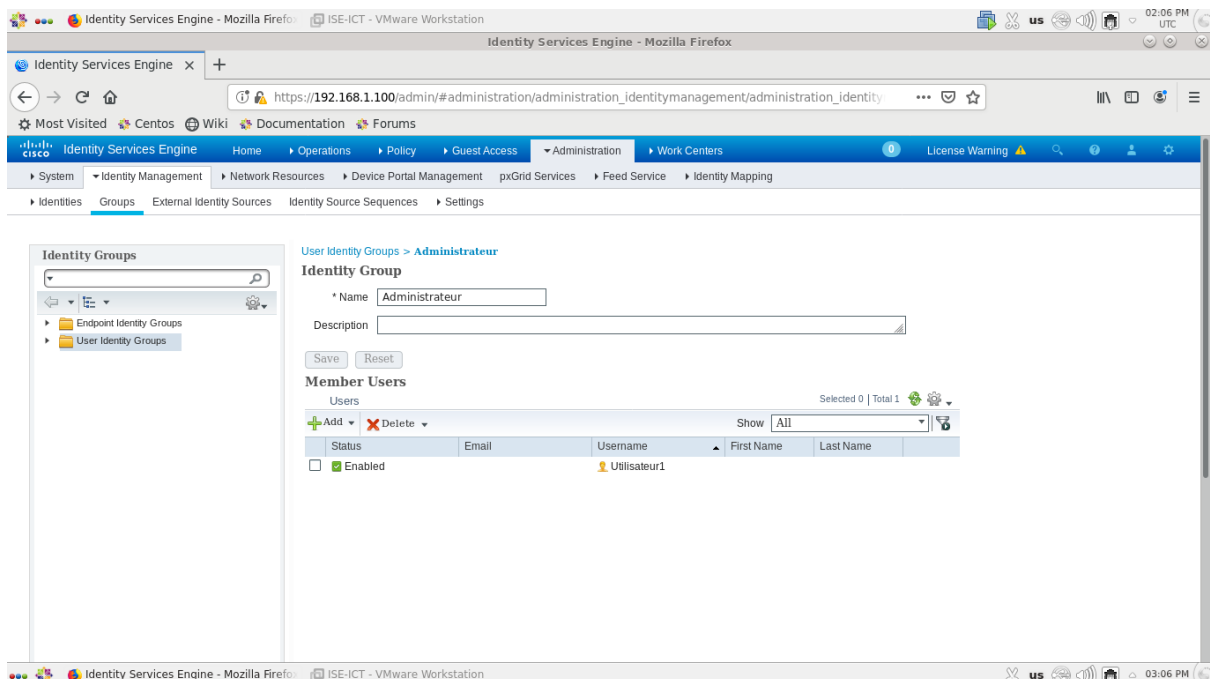 Identity Services Engine - Mozilla Firefox ISE-ICT - VMware Workstation us 02:06 PM UTC
Identity Services Engine - Mozilla Firefox
Identity Services Engine × +
https://192.168.1.100/admin/#administration/administration_identitymanagement/administration_identity
Most Visited Centos Wiki Documentation Forums
cisco Identity Services Engine Home Operations Policy Guest Access Administration Work Centers 0 License Warning
System Identity Management Network Resources Device Portal Management pxGrid Services Feed Service Identity Mapping
Identities Groups External Identity Sources Identity Source Sequences Settings
Identity Groups
Endpoint Identity Groups
User Identity Groups
User Identity Groups > Administrateur
Identity Group
* Name Administrateur
Description
Save Reset
Member Users
Users Selected 0 | Total 1
Add Delete Show All
Status Email Username First Name Last Name
Enabled Utilisateur1
Identity Services Engine - Mozilla Firefox ISE-ICT - VMware Workstation us 03:06 PM